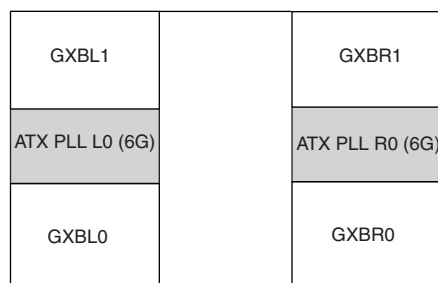 GXBL1
GXBR1
ATX PLL L0 (6G)
ATX PLL R0 (6G)
GXBL0
GXBR0